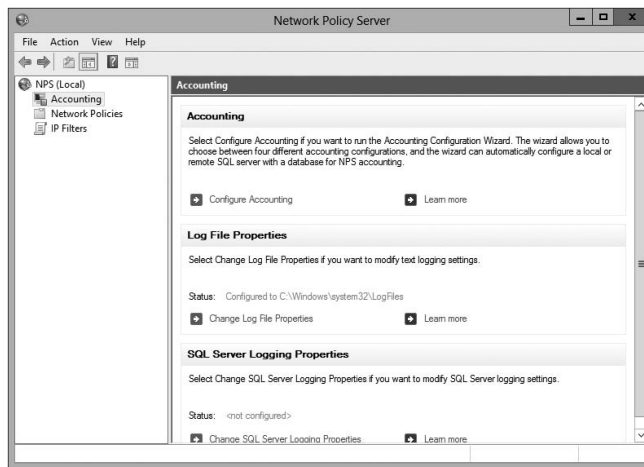 Network Policy Server
File Action View Help
NPS (Local)
Accounting
Network Policies
IP Filters
Accounting
Accounting
Select Configure Accounting if you want to run the Accounting Configuration Wizard. The wizard allows you to
choose between four different accounting configurations, and the wizard can automatically configure a local or
remote SQL server with a database for NPS accounting.
Configure Accounting Learn more
Log File Properties
Select Change Log File Properties if you want to modify text logging settings.
Status: Configured to C:\Windows\system32\LogFiles
Change Log File Properties Learn more
SQL Server Logging Properties
Select Change SQL Server Logging Properties if you want to modify SQL Server logging settings.
Status: <not configured>
Change SQL Server Logging Properties Learn more